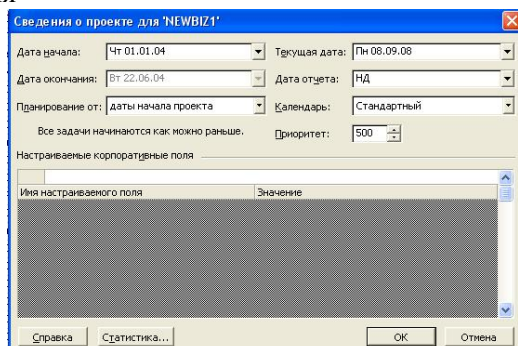 ия
Сведения о проекте для 'NEWBIZ1'
Дата начала: Чт 01.01.04 Текущая дата: Пн 08.09.08
Дата окончания: Вт 22.06.04 Дата отчета: НД
Планирование от: даты начала проекта Календарь: Стандартный
Все задачи начинаются как можно раньше. Приоритет: 500
Настраиваемые корпоративные поля
Имя настраиваемого поля Значение
Справка Статистика... ОК Отмена